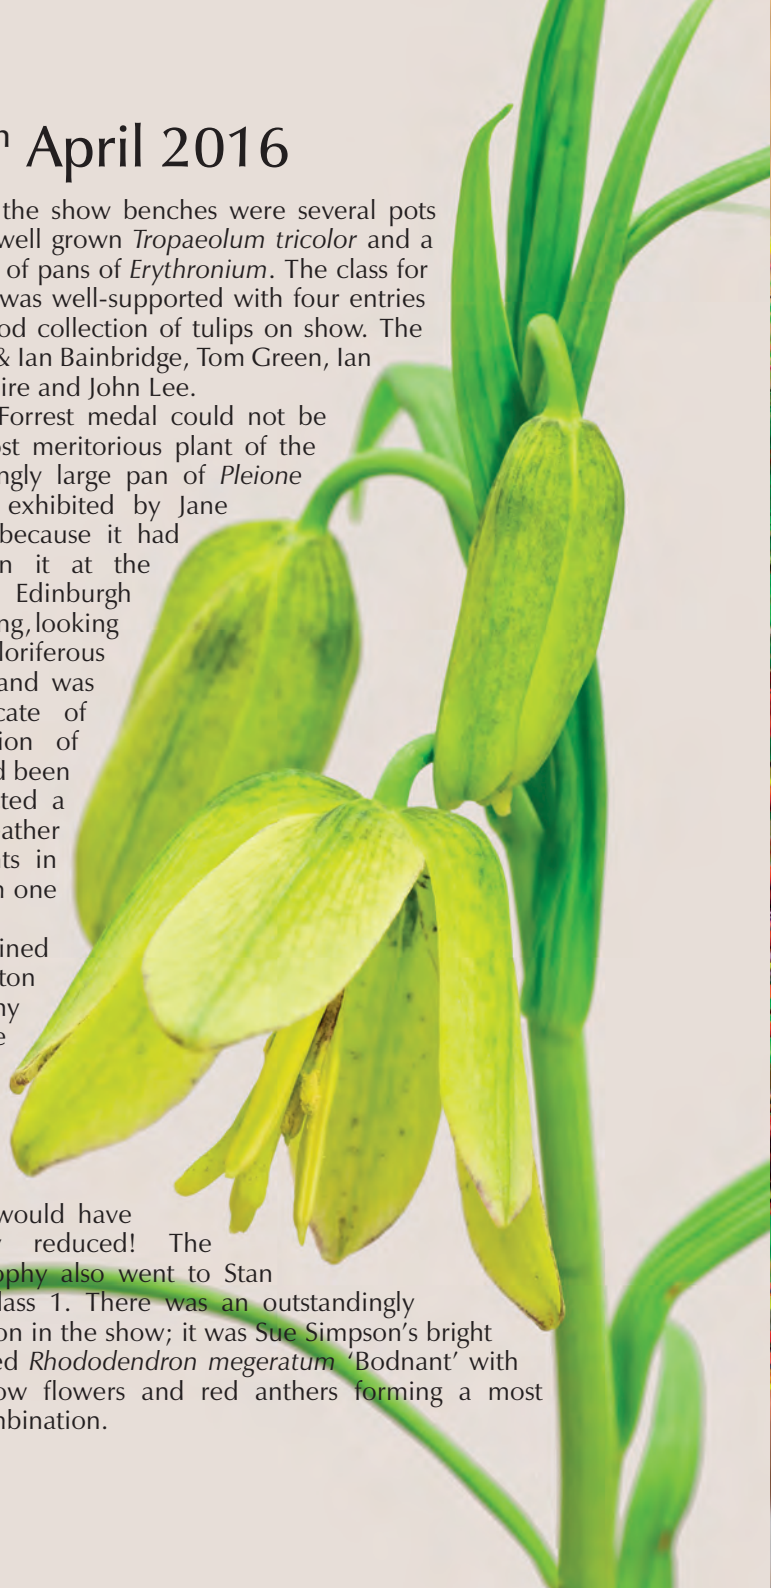 April 2016
the show benches were several pots
well grown Tropaeolum tricolor and a
of pans of Erythronium. The class for
was well-supported with four entries
od collection of tulips on show. The
& Ian Bainbridge, Tom Green, Ian
ire and John Lee.
Forrest medal could not be
ost meritorious plant of the
ngly large pan of Pleione
exhibited by Jane
because it had
n it at the
Edinburgh
ng, looking
loriferous
and was
cate of
ion of
d been
ted a
ather
ts in
n one
ined
ton
ny
e
would have
reduced! The
ophy also went to Stan
lass 1. There was an outstandingly
on in the show; it was Sue Simpson's bright
ed Rhododendron megeratum 'Bodnant' with
ow flowers and red anthers forming a most
mbination.